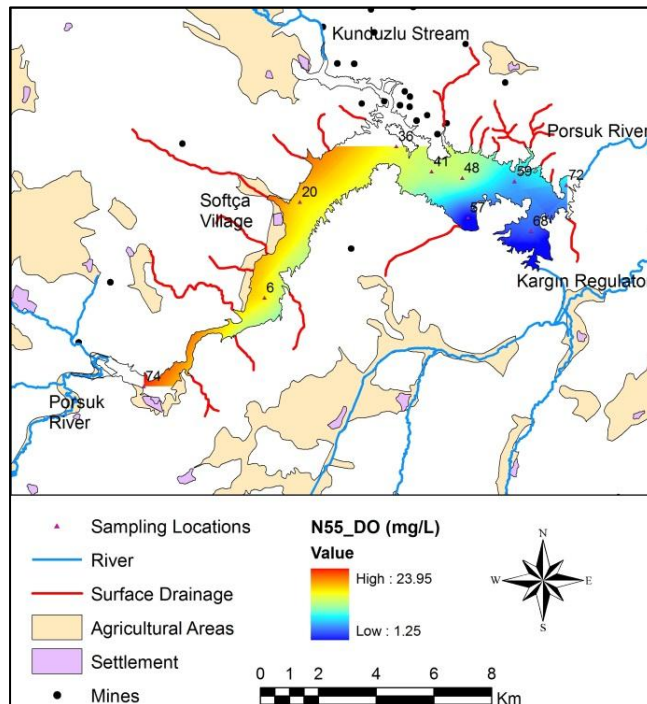 Kunduzlu Stream
Porsuk River
36
41
48
59
72
20
Softça
Village
57
68
Kargın Regulator
6
74
Porsuk
River
Sampling Locations
River
Surface Drainage
Agricultural Areas
Settlement
Mines
N55_DO (mg/L)
Value
High : 23.95
Low : 1.25
N
W
E
S
0 1 2 4 6 8
Km